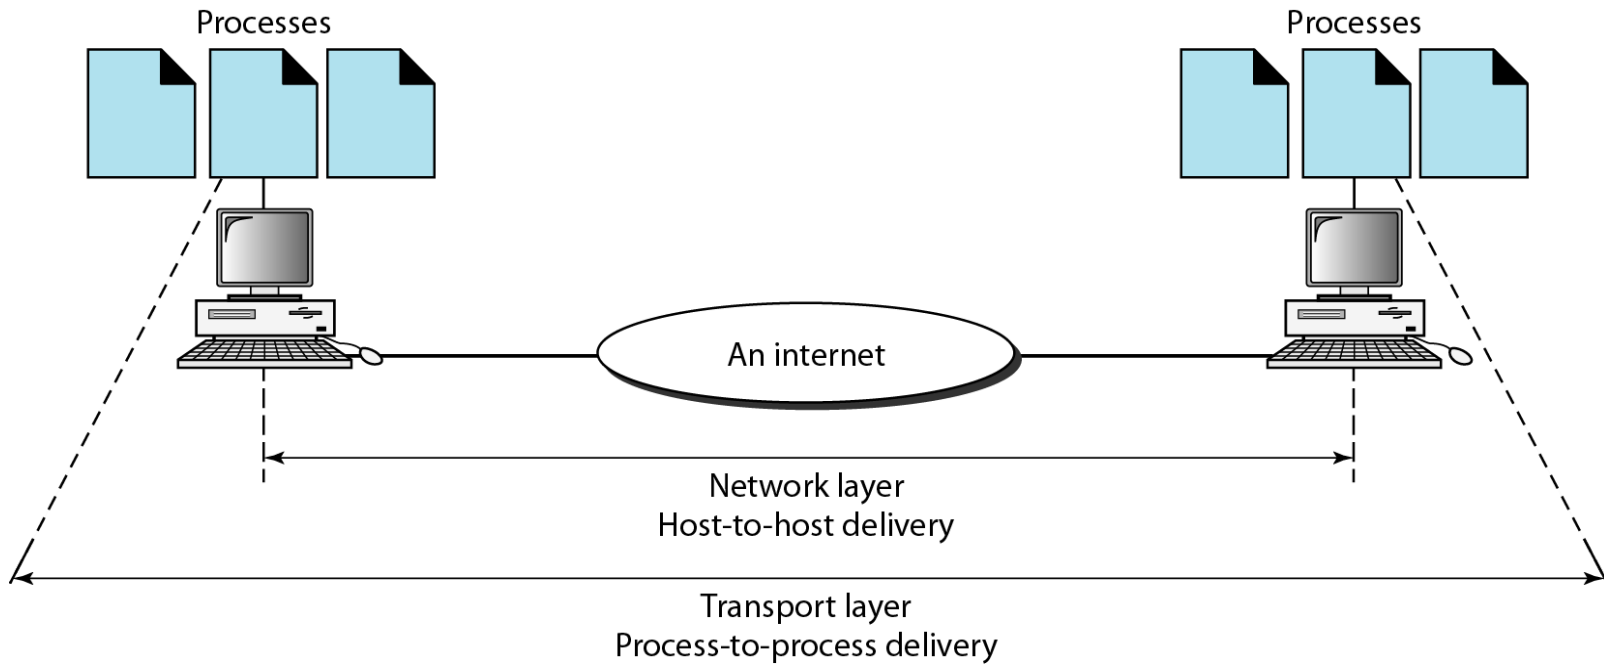 Processes
Processes
An internet
Network layer
Host-to-host delivery
Transport layer
Process-to-process delivery